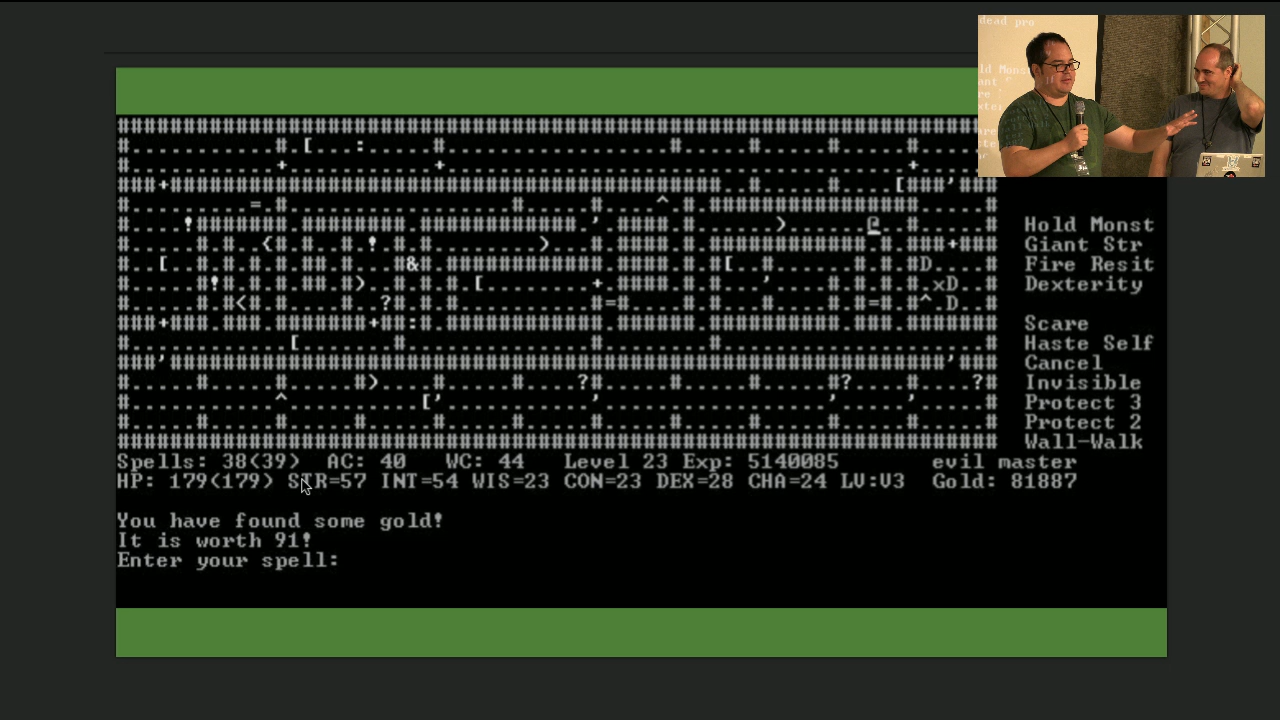 dead pro
Hold Monst
Giant Str
Fire Resit
Dexterity
Scare
Haste Self
Cancel
Invisible
Protect 3
Protect 2
Wall-Walk
Spells: 38(39) AC: 40 WC: 44 Level 23 Exp: 5140085 evil master
HP: 179(179) STR=57 INT=54 WIS=23 CON=23 DEX=28 CHA=24 LV:V3 Gold: 81887
You have found some gold!
It is worth 91!
Enter your spell: